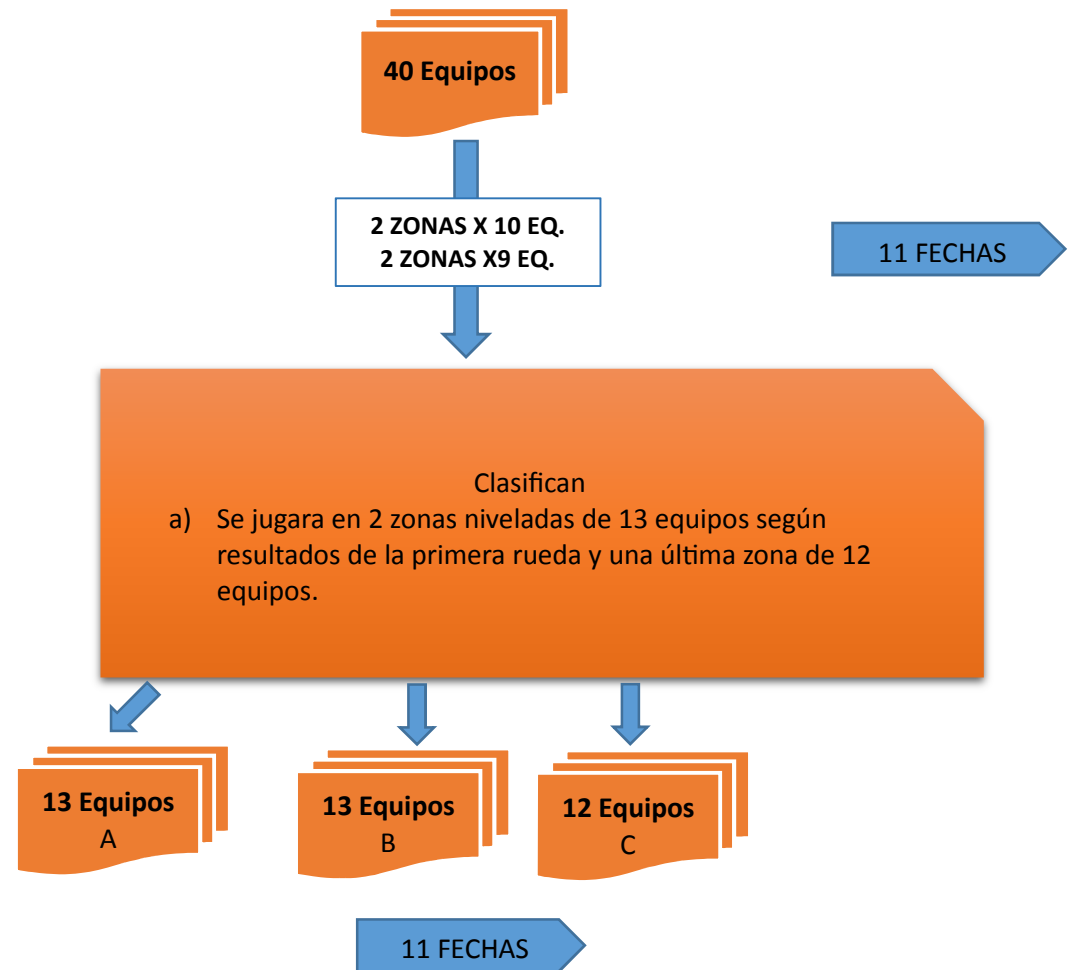 40 Equipos
2 ZONAS X 10 EQ.
2 ZONAS X9 EQ.
11 FECHAS
Clasifican
a) Se jugara en 2 zonas niveladas de 13 equipos según
resultados de la primera rueda y una última zona de 12
equipos.
13 Equipos
A
13 Equipos
B
12 Equipos
C
11 FECHAS